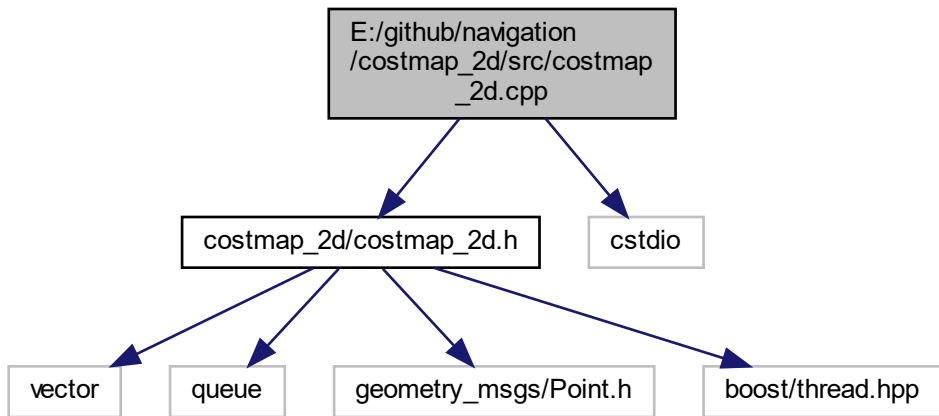 E:/github/navigation
/costmap_2d/src/costmap
_2d.cpp
costmap_2d/costmap_2d.h
cstdio
vector
queue
geometry_msgs/Point.h
boost/thread.hpp